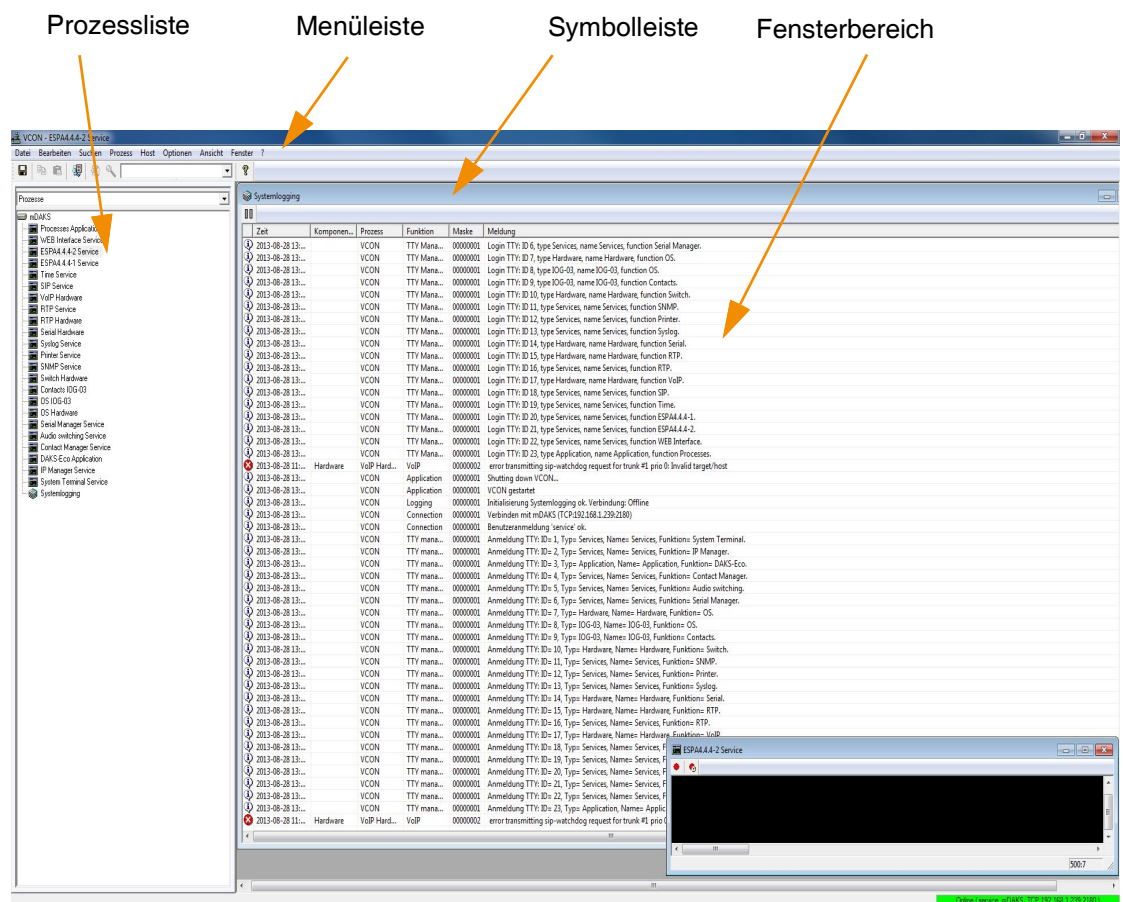 Prozessliste
Menüleiste
Symbolleiste
Fensterbereich
VCON - ESPA4.4.4-2 Service
Datei Bearbeiten Suchen Prozess Host Optionen Ansicht Fenster ?
Prozesse
mDAKS
Processes Application
WEB Interface Service
ESPA4.4.4-2 Service
ESPA4.4.4-1 Service
Time Service
SIP Service
VoIP Hardware
RTP Service
RTP Hardware
Serial Hardware
Syslog Service
Printer Service
SNMP Service
Switch Hardware
Contacts IOG-03
OS IOG-03
OS Hardware
Serial Manager Service
Audio switching Service
Contact Manager Service
DAKS-Eco Application
IP Manager Service
System Terminal Service
Systemlogging
Systemlogging
Zeit Komponen... Prozess Funktion Maske Meldung
2013-08-28 13:... VCON TTY Mana... 00000001 Login TTY: ID 6, type Services, name Services, function Serial Manager.
2013-08-28 13:... VCON TTY Mana... 00000001 Login TTY: ID 7, type Hardware, name Hardware, function OS.
2013-08-28 13:... VCON TTY Mana... 00000001 Login TTY: ID 8, type IOG-03, name IOG-03, function OS.
2013-08-28 13:... VCON TTY Mana... 00000001 Login TTY: ID 9, type IOG-03, name IOG-03, function Contacts.
2013-08-28 13:... VCON TTY Mana... 00000001 Login TTY: ID 10, type Hardware, name Hardware, function Switch.
2013-08-28 13:... VCON TTY Mana... 00000001 Login TTY: ID 11, type Services, name Services, function SNMP.
2013-08-28 13:... VCON TTY Mana... 00000001 Login TTY: ID 12, type Services, name Services, function Printer.
2013-08-28 13:... VCON TTY Mana... 00000001 Login TTY: ID 13, type Services, name Services, function Syslog.
2013-08-28 13:... VCON TTY Mana... 00000001 Login TTY: ID 14, type Hardware, name Hardware, function Serial.
2013-08-28 13:... VCON TTY Mana... 00000001 Login TTY: ID 15, type Hardware, name Hardware, function RTP.
2013-08-28 13:... VCON TTY Mana... 00000001 Login TTY: ID 16, type Services, name Services, function RTP.
2013-08-28 13:... VCON TTY Mana... 00000001 Login TTY: ID 17, type Hardware, name Hardware, function VoIP.
2013-08-28 13:... VCON TTY Mana... 00000001 Login TTY: ID 18, type Services, name Services, function SIP.
2013-08-28 13:... VCON TTY Mana... 00000001 Login TTY: ID 19, type Services, name Services, function Time.
2013-08-28 13:... VCON TTY Mana... 00000001 Login TTY: ID 20, type Services, name Services, function ESPA4.4.4-1.
2013-08-28 13:... VCON TTY Mana... 00000001 Login TTY: ID 21, type Services, name Services, function ESPA4.4.4-2.
2013-08-28 13:... VCON TTY Mana... 00000001 Login TTY: ID 22, type Services, name Services, function WEB Interface.
2013-08-28 13:... VCON TTY Mana... 00000001 Login TTY: ID 23, type Application, name Application, function Processes.
2013-08-28 11:... Hardware VoIP Hard... VoIP 00000002 error transmitting sip-watchdog request for trunk #1 prio 0: Invalid target/host
2013-08-28 13:... VCON Application 00000001 Shutting down VCON...
2013-08-28 13:... VCON Application 00000001 VCON gestartet
2013-08-28 13:... VCON Logging 00000001 Initialisierung Systemlogging ok. Verbindung: Offline
2013-08-28 13:... VCON Connection 00000001 Verbinden mit mDAKS (TCP:192.168.1.239:2180)
2013-08-28 13:... VCON Connection 00000001 Benutzeranmeldung 'service' ok.
2013-08-28 13:... VCON TTY mana... 00000001 Anmeldung TTY: ID= 1, Typ= Services, Name= Services, Funktion= System Terminal.
2013-08-28 13:... VCON TTY mana... 00000001 Anmeldung TTY: ID= 2, Typ= Services, Name= Services, Funktion= IP Manager.
2013-08-28 13:... VCON TTY mana... 00000001 Anmeldung TTY: ID= 3, Typ= Application, Name= Application, Funktion= DAKS-Eco.
2013-08-28 13:... VCON TTY mana... 00000001 Anmeldung TTY: ID= 4, Typ= Services, Name= Services, Funktion= Contact Manager.
2013-08-28 13:... VCON TTY mana... 00000001 Anmeldung TTY: ID= 5, Typ= Services, Name= Services, Funktion= Audio switching.
2013-08-28 13:... VCON TTY mana... 00000001 Anmeldung TTY: ID= 6, Typ= Services, Name= Services, Funktion= Serial Manager.
2013-08-28 13:... VCON TTY mana... 00000001 Anmeldung TTY: ID= 7, Typ= Hardware, Name= Hardware, Funktion= OS.
2013-08-28 13:... VCON TTY mana... 00000001 Anmeldung TTY: ID= 8, Typ= IOG-03, Name= IOG-03, Funktion= OS.
2013-08-28 13:... VCON TTY mana... 00000001 Anmeldung TTY: ID= 9, Typ= IOG-03, Name= IOG-03, Funktion= Contacts.
2013-08-28 13:... VCON TTY mana... 00000001 Anmeldung TTY: ID= 10, Typ= Hardware, Name= Hardware, Funktion= Switch.
2013-08-28 13:... VCON TTY mana... 00000001 Anmeldung TTY: ID= 11, Typ= Services, Name= Services, Funktion= SNMP.
2013-08-28 13:... VCON TTY mana... 00000001 Anmeldung TTY: ID= 12, Typ= Services, Name= Services, Funktion= Printer.
2013-08-28 13:... VCON TTY mana... 00000001 Anmeldung TTY: ID= 13, Typ= Services, Name= Services, Funktion= Syslog.
2013-08-28 13:... VCON TTY mana... 00000001 Anmeldung TTY: ID= 14, Typ= Hardware, Name= Hardware, Funktion= Serial.
2013-08-28 13:... VCON TTY mana... 00000001 Anmeldung TTY: ID= 15, Typ= Hardware, Name= Hardware, Funktion= RTP.
2013-08-28 13:... VCON TTY mana... 00000001 Anmeldung TTY: ID= 16, Typ= Services, Name= Services, Funktion= RTP.
2013-08-28 13:... VCON TTY mana... 00000001 Anmeldung TTY: ID= 17, Typ= Hardware, Name= Hardware, Funktion= VoIP
2013-08-28 13:... VCON TTY mana... 00000001 Anmeldung TTY: ID= 18, Typ= Services, Name= Services, F
2013-08-28 13:... VCON TTY mana... 00000001 Anmeldung TTY: ID= 19, Typ= Services, Name= Services, F
2013-08-28 13:... VCON TTY mana... 00000001 Anmeldung TTY: ID= 20, Typ= Services, Name= Services, F
2013-08-28 13:... VCON TTY mana... 00000001 Anmeldung TTY: ID= 21, Typ= Services, Name= Services, F
2013-08-28 13:... VCON TTY mana... 00000001 Anmeldung TTY: ID= 22, Typ= Services, Name= Services, F
2013-08-28 13:... VCON TTY mana... 00000001 Anmeldung TTY: ID= 23, Typ= Application, Name= Applic
2013-08-28 11:... Hardware VoIP Hard... VoIP 00000002 error transmitting sip-watchdog request for trunk #1 prio 0
ESPA4.4.4-2 Service
500:7
Online ( service, mDAKS, TCP:192.168.1.239:2180 )